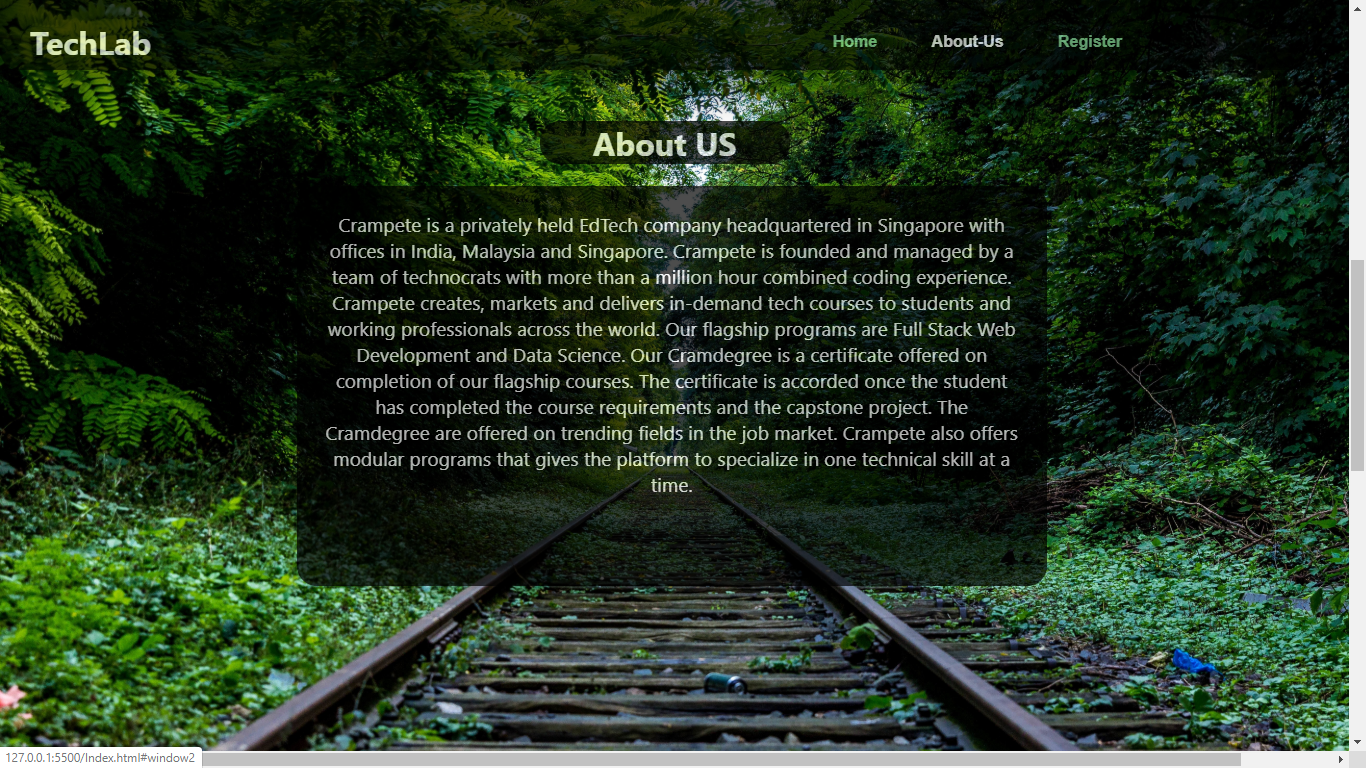 TechLab
Home
About-Us
Register
About US
Crampete is a privately held EdTech company headquartered in Singapore with
offices in India, Malaysia and Singapore. Crampete is founded and managed by a
team of technocrats with more than a million hour combined coding experience.
Crampete creates, markets and delivers in-demand tech courses to students and
working professionals across the world. Our flagship programs are Full Stack Web
Development and Data Science. Our Cramdegree is a certificate offered on
completion of our flagship courses. The certificate is accorded once the student
has completed the course requirements and the capstone project. The
Cramdegree are offered on trending fields in the job market. Crampete also offers
modular programs that gives the platform to specialize in one technical skill at a
time.
127.0.0.1:5500/Index.html#window2